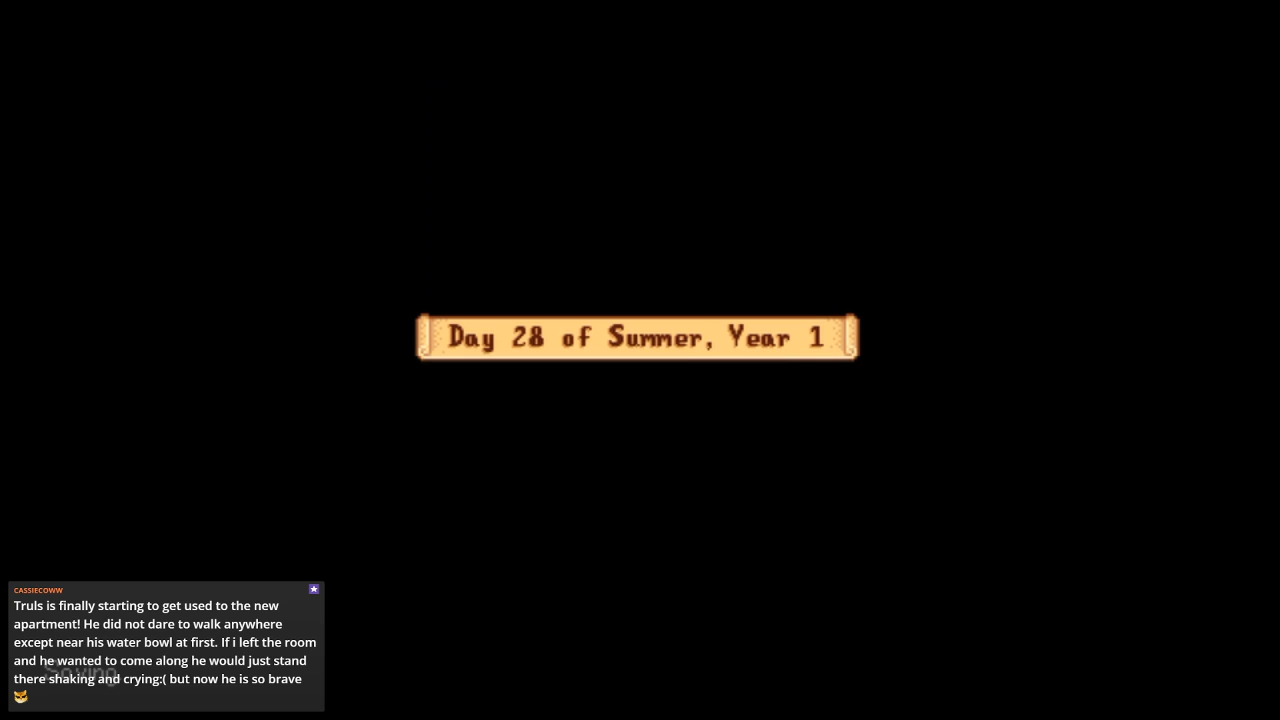 Day 28 of Summer, Year 1
CASSIECOWW
Truls is finally starting to get used to the new
apartment! He did not dare to walk anywhere
except near his water bowl at first. If i left the room
and he wanted to come along he would just stand
there shaking and crying:( but now he is so brave
Saving